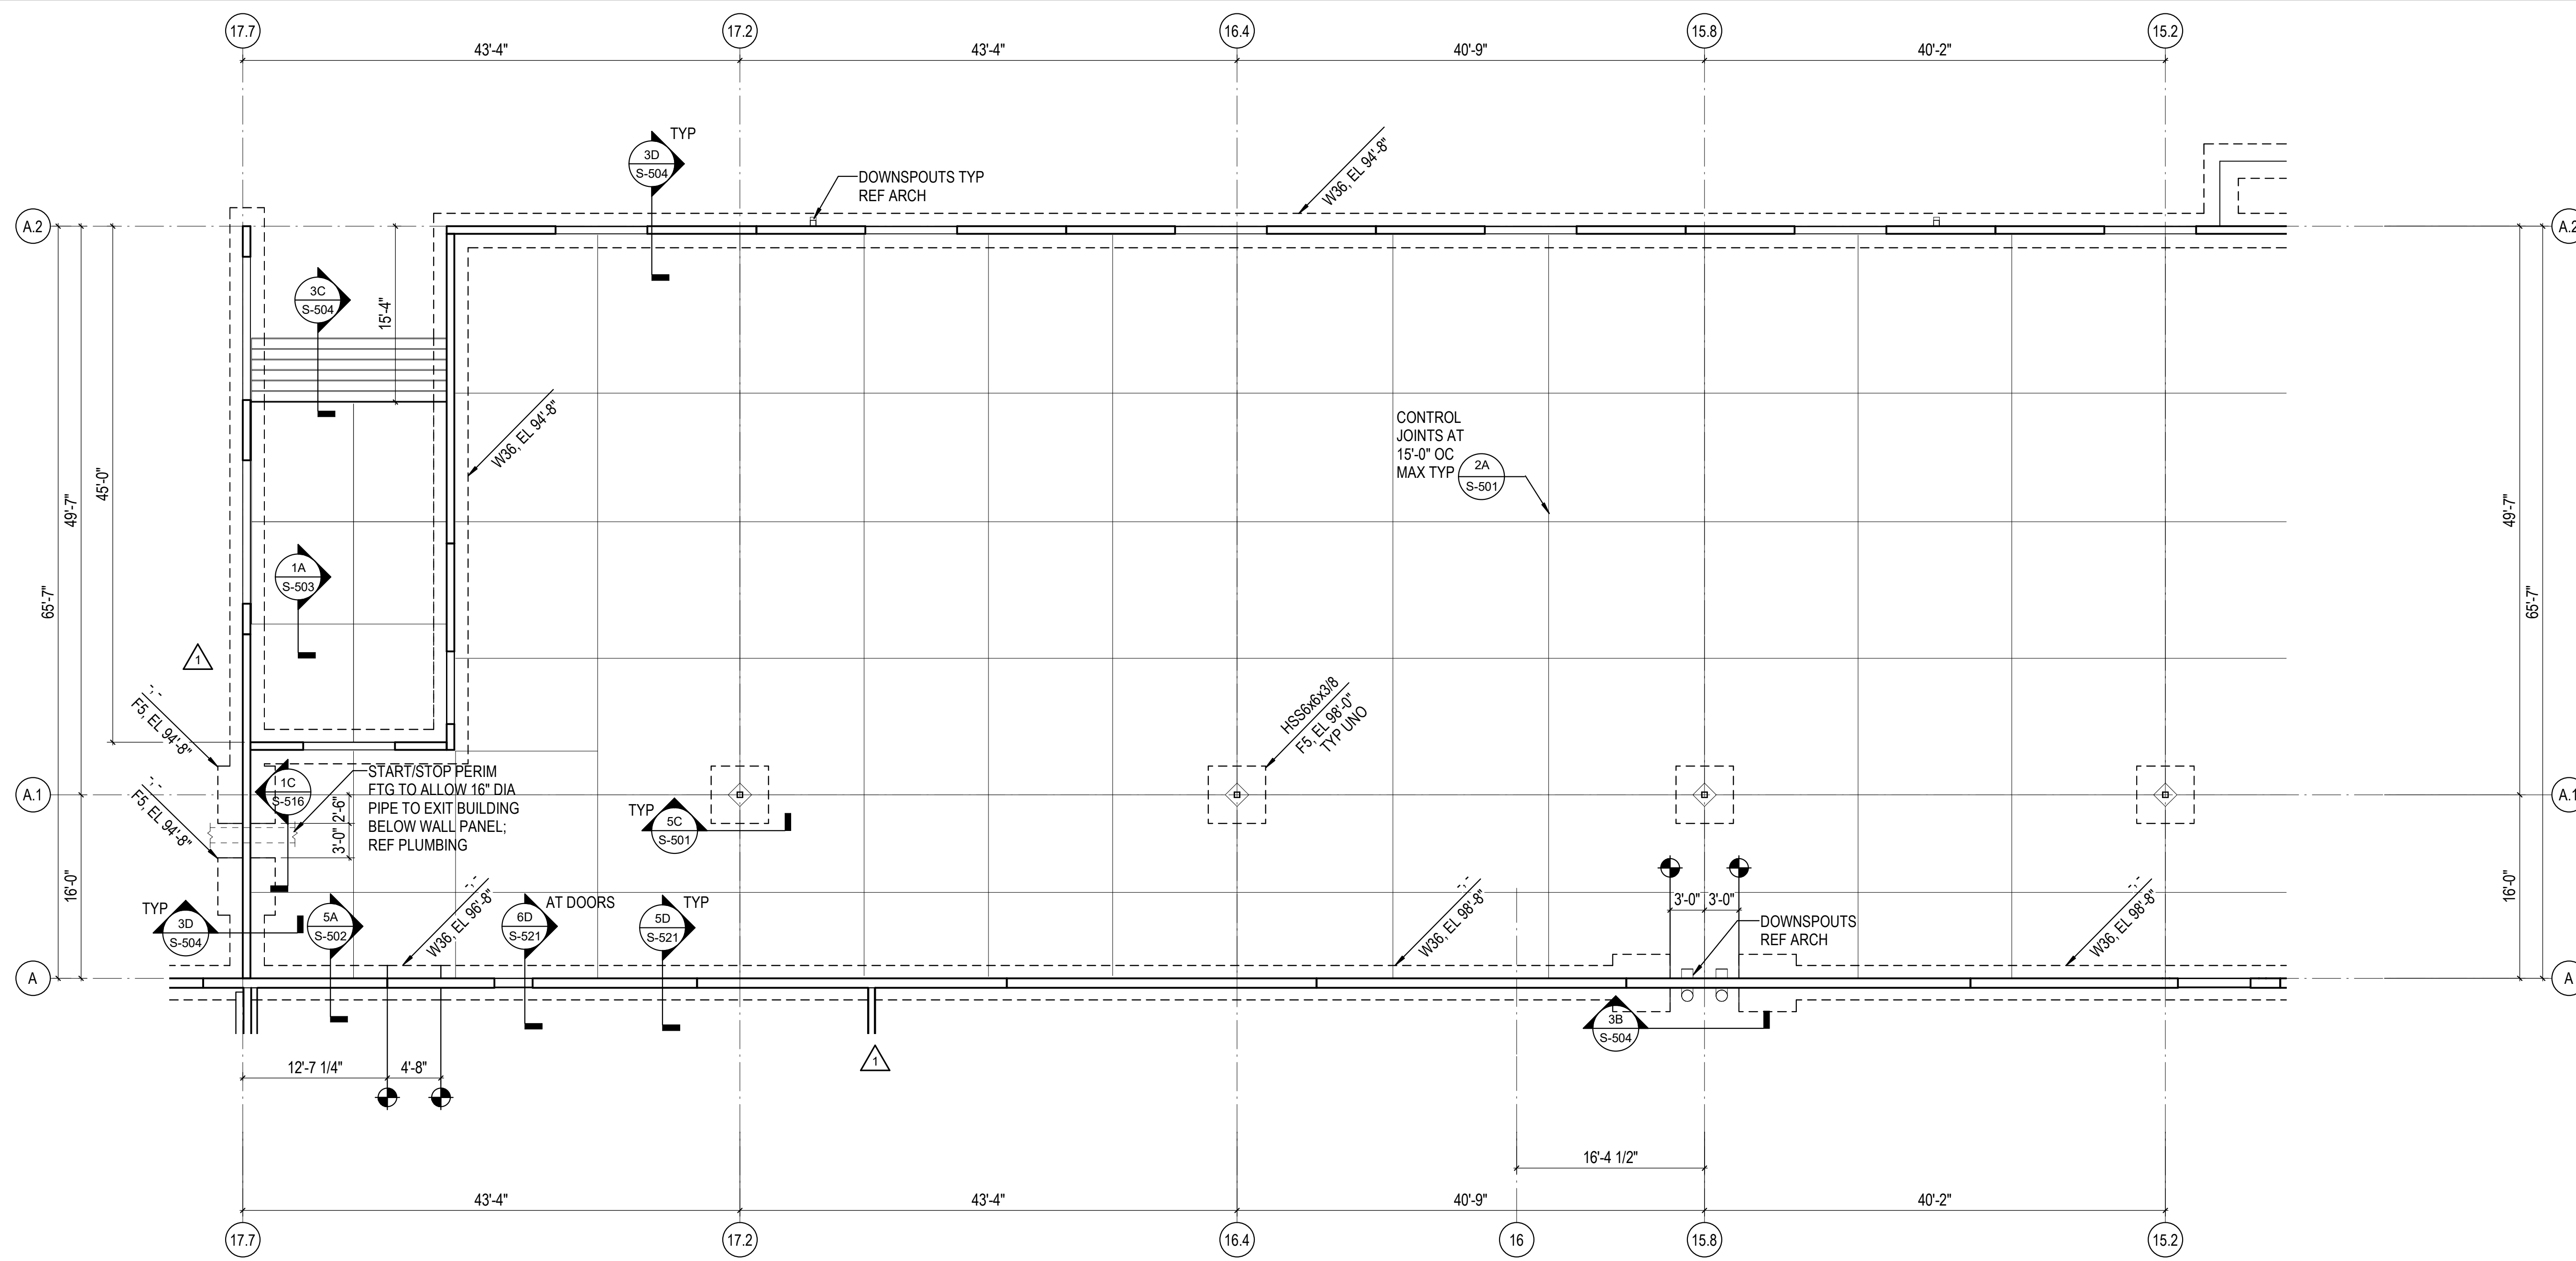 17.7
17.2
16.4
15.8
15.2
43'-4"
43'-4"
40'-9"
40'-2"
TYP
3D
S-504
DOWNSPOUTS TYP
REF ARCH
W36, EL 94'-8"
A.2
A.2
3C
S-504
15'-4"
W36, EL 94'-8"
CONTROL
JOINTS AT
15'-0" OC
MAX TYP
2A
S-501
45'-0"
49'-7"
65'-7"
49'-7"
65'-7"
1A
S-503
1
F5, EL 94'-8"
-, -
F5, EL 94'-8"
-, -
HSS6x6x3/8
F5, EL 98'-0"
TYP UNO
A.1
A.1
1C
S-516
START/STOP PERIM
FTG TO ALLOW 16" DIA
PIPE TO EXIT BUILDING
BELOW WALL PANEL;
REF PLUMBING
2'-6"
3'-0"
TYP
5C
S-501
16'-0"
16'-0"
TYP
3D
S-504
5A
S-502
-, -
W36, EL 96'-8"
6D
S-521
AT DOORS
5D
S-521
TYP
-, -
W36, EL 98'-8"
3'-0"
3'-0"
DOWNSPOUTS
REF ARCH
-, -
W36, EL 98'-8"
A
A
3B
S-504
1
12'-7 1/4"
4'-8"
16'-4 1/2"
43'-4"
43'-4"
40'-9"
40'-2"
17.7
17.2
16.4
16
15.8
15.2